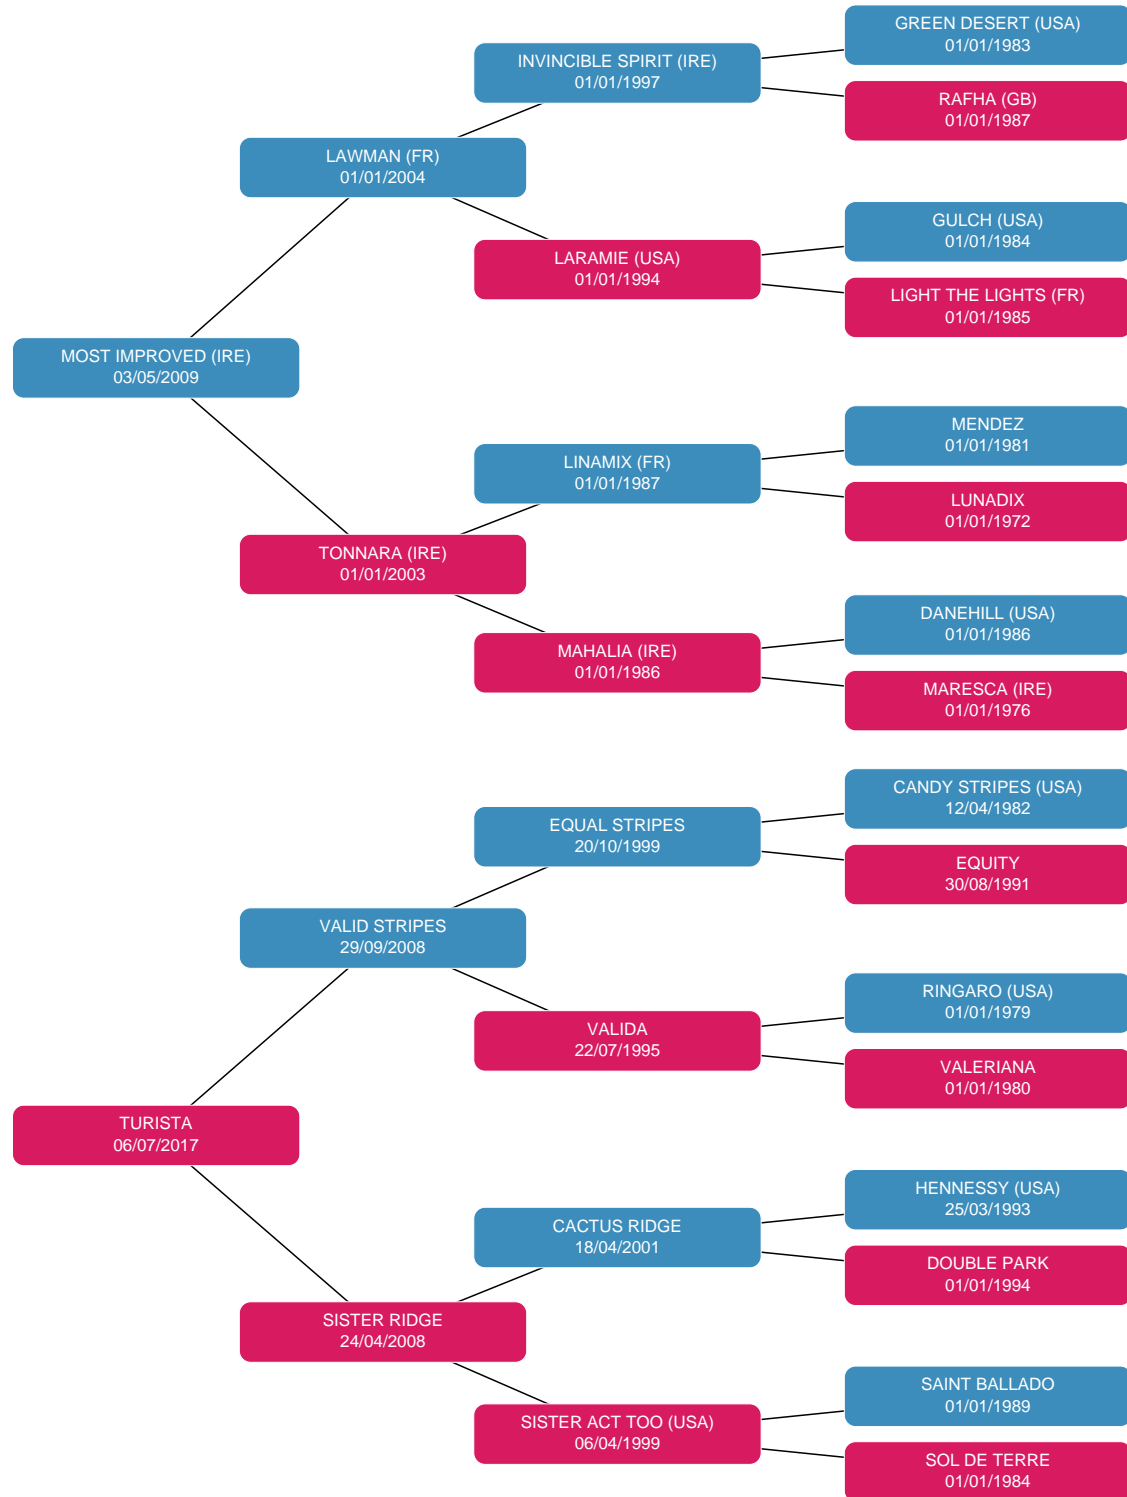 GREEN DESERT (USA)
01/01/1983
INVINCIBLE SPIRIT (IRE)
01/01/1997
RAFHA (GB)
01/01/1987
LAWMAN (FR)
01/01/2004
GULCH (USA)
01/01/1984
LARAMIE (USA)
01/01/1994
LIGHT THE LIGHTS (FR)
01/01/1985
MOST IMPROVED (IRE)
03/05/2009
MENDEZ
01/01/1981
LINAMIX (FR)
01/01/1987
LUNADIX
01/01/1972
TONNARA (IRE)
01/01/2003
DANEHILL (USA)
01/01/1986
MAHALIA (IRE)
01/01/1986
MARESCA (IRE)
01/01/1976
CANDY STRIPES (USA)
12/04/1982
EQUAL STRIPES
20/10/1999
EQUITY
30/08/1991
VALID STRIPES
29/09/2008
RINGARO (USA)
01/01/1979
VALIDA
22/07/1995
VALERIANA
01/01/1980
TURISTA
06/07/2017
HENNESSY (USA)
25/03/1993
CACTUS RIDGE
18/04/2001
DOUBLE PARK
01/01/1994
SISTER RIDGE
24/04/2008
SAINT BALLADO
01/01/1989
SISTER ACT TOO (USA)
06/04/1999
SOL DE TERRE
01/01/1984